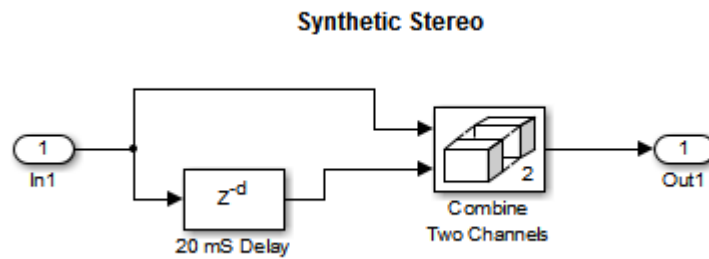 Synthetic Stereo
1
In1
Z-d
20 mS Delay
2
Combine
Two Channels
1
Out1